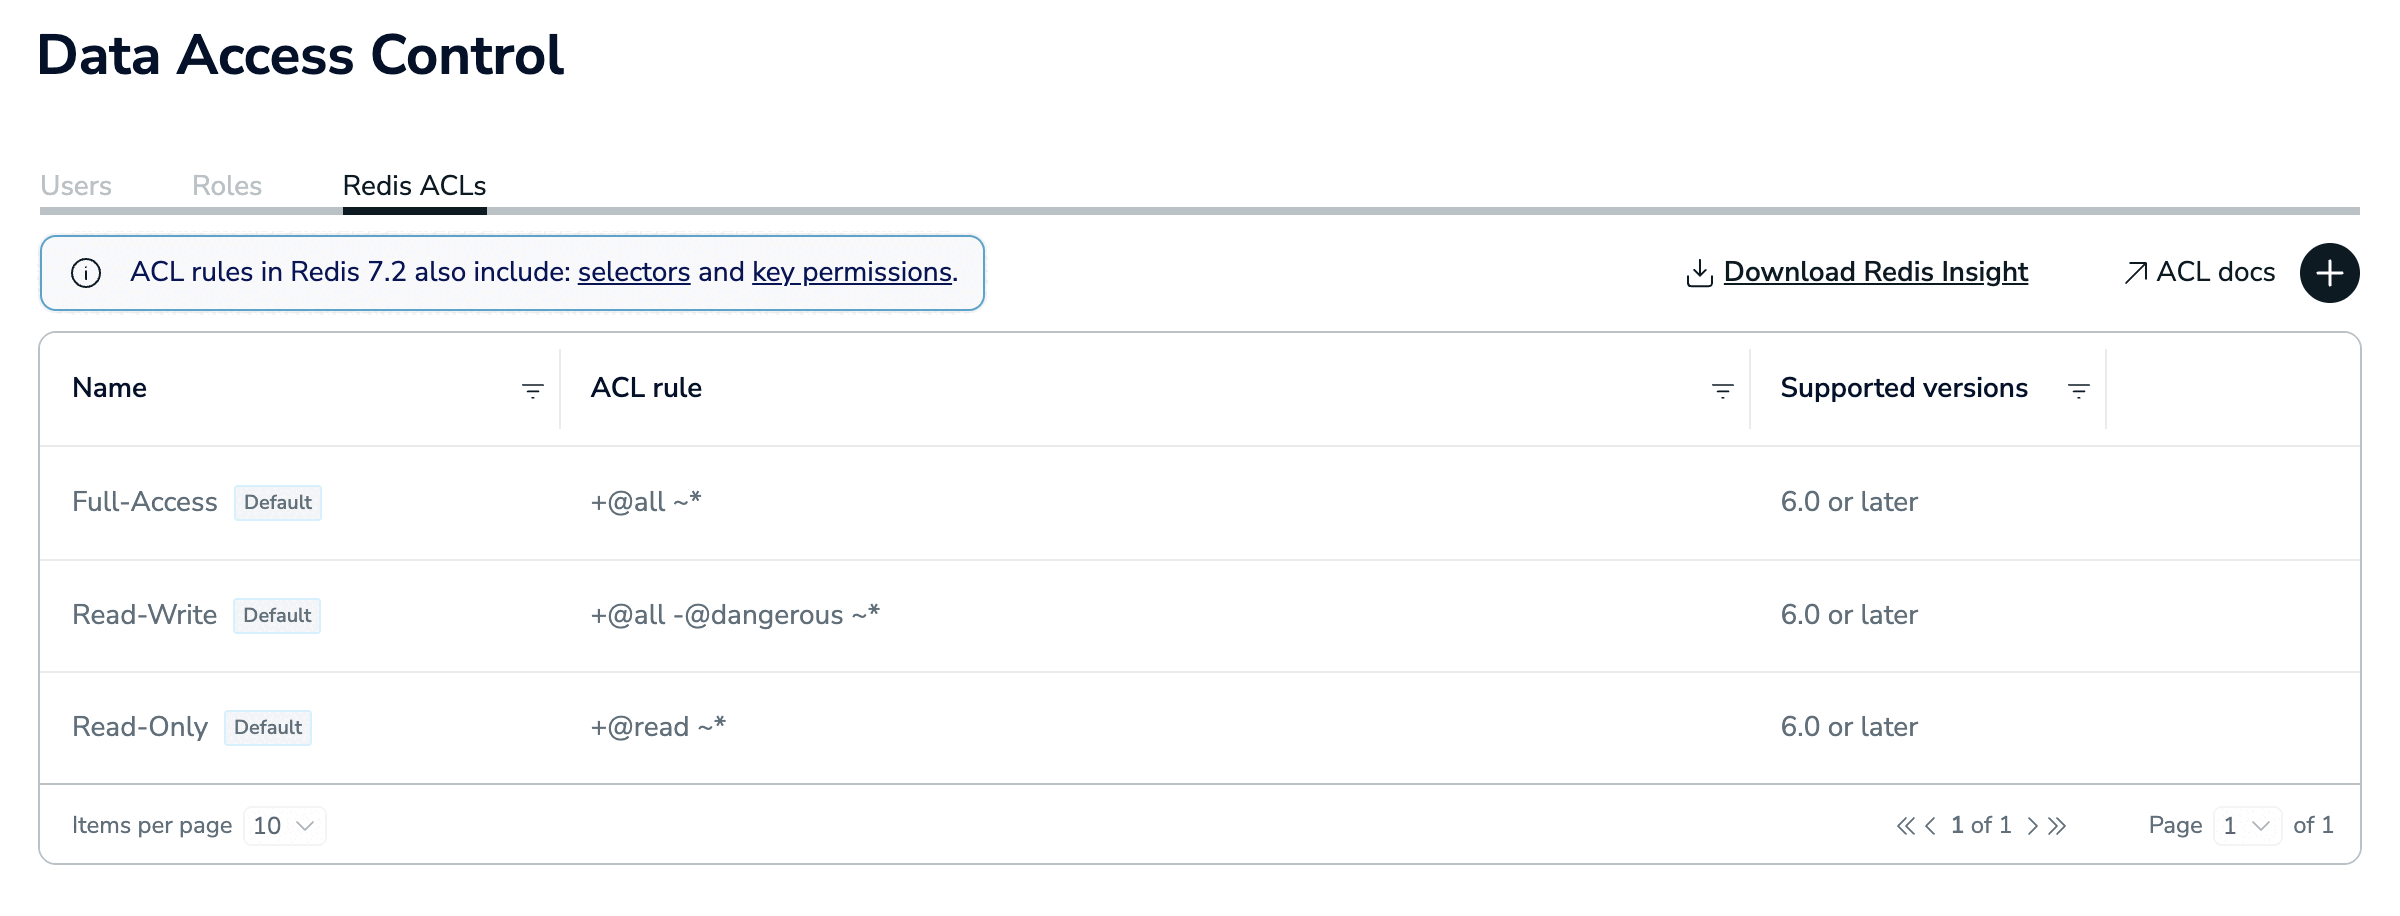 Data Access Control
Users Roles Redis ACLs
ACL rules in Redis 7.2 also include: selectors and key permissions.
Download Redis Insight ACL docs
Name ACL rule Supported versions
Full-Access Default +@all ~* 6.0 or later
Read-Write Default +@all -@dangerous ~* 6.0 or later
Read-Only Default +@read ~* 6.0 or later
Items per page 10 1 of 1 Page 1 of 1